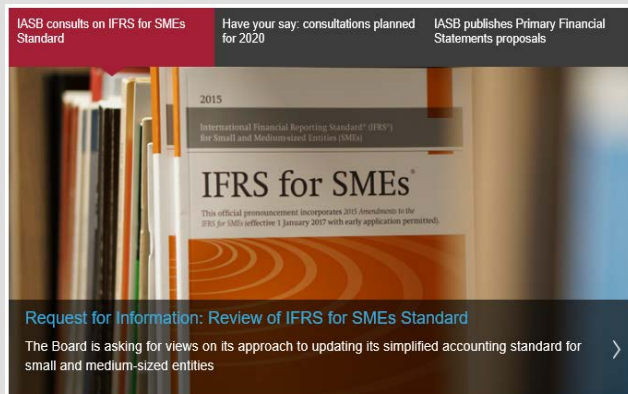 IASB consults on IFRS for SMEs
Standard
Have your say: consultations planned
for 2020
IASB publishes Primary Financial
Statements proposals
2015
International Financial Reporting Standard® (IFRS®)
for Small and Medium-sized Entities (SMEs)
IFRS for SMEs®
This official pronouncement incorporates 2015 Amendments to the
IFRS for SMEs (effective 1 January 2017 with early application permitted).
Request for Information: Review of IFRS for SMEs Standard
The Board is asking for views on its approach to updating its simplified accounting standard for
small and medium-sized entities